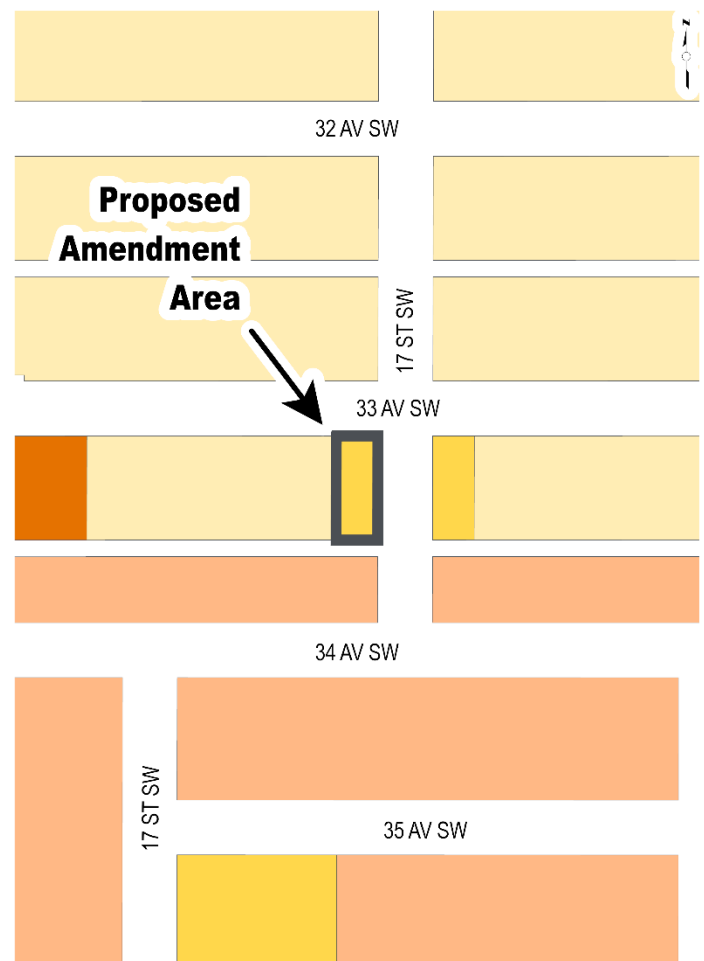 N
32 AV SW
Proposed
Amendment
Area
17 ST SW
33 AV SW
34 AV SW
17 ST SW
35 AV SW